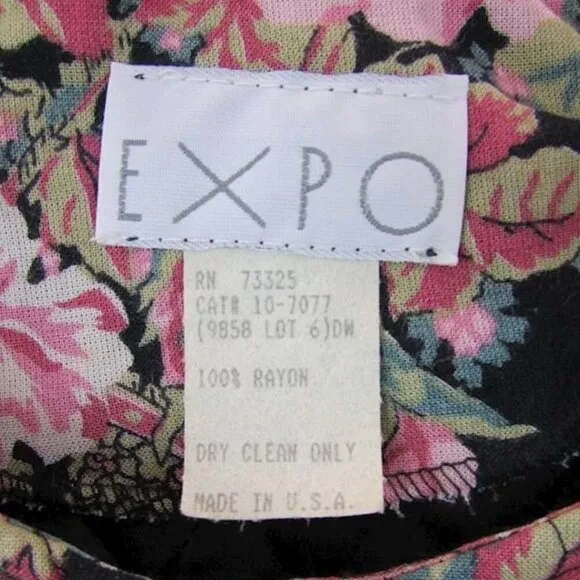 EXPO
RN 73325
CAT# 10-7077
(9858 LOT 6)DW
100% RAYON
DRY CLEAN ONLY
MADE IN U.S.A.